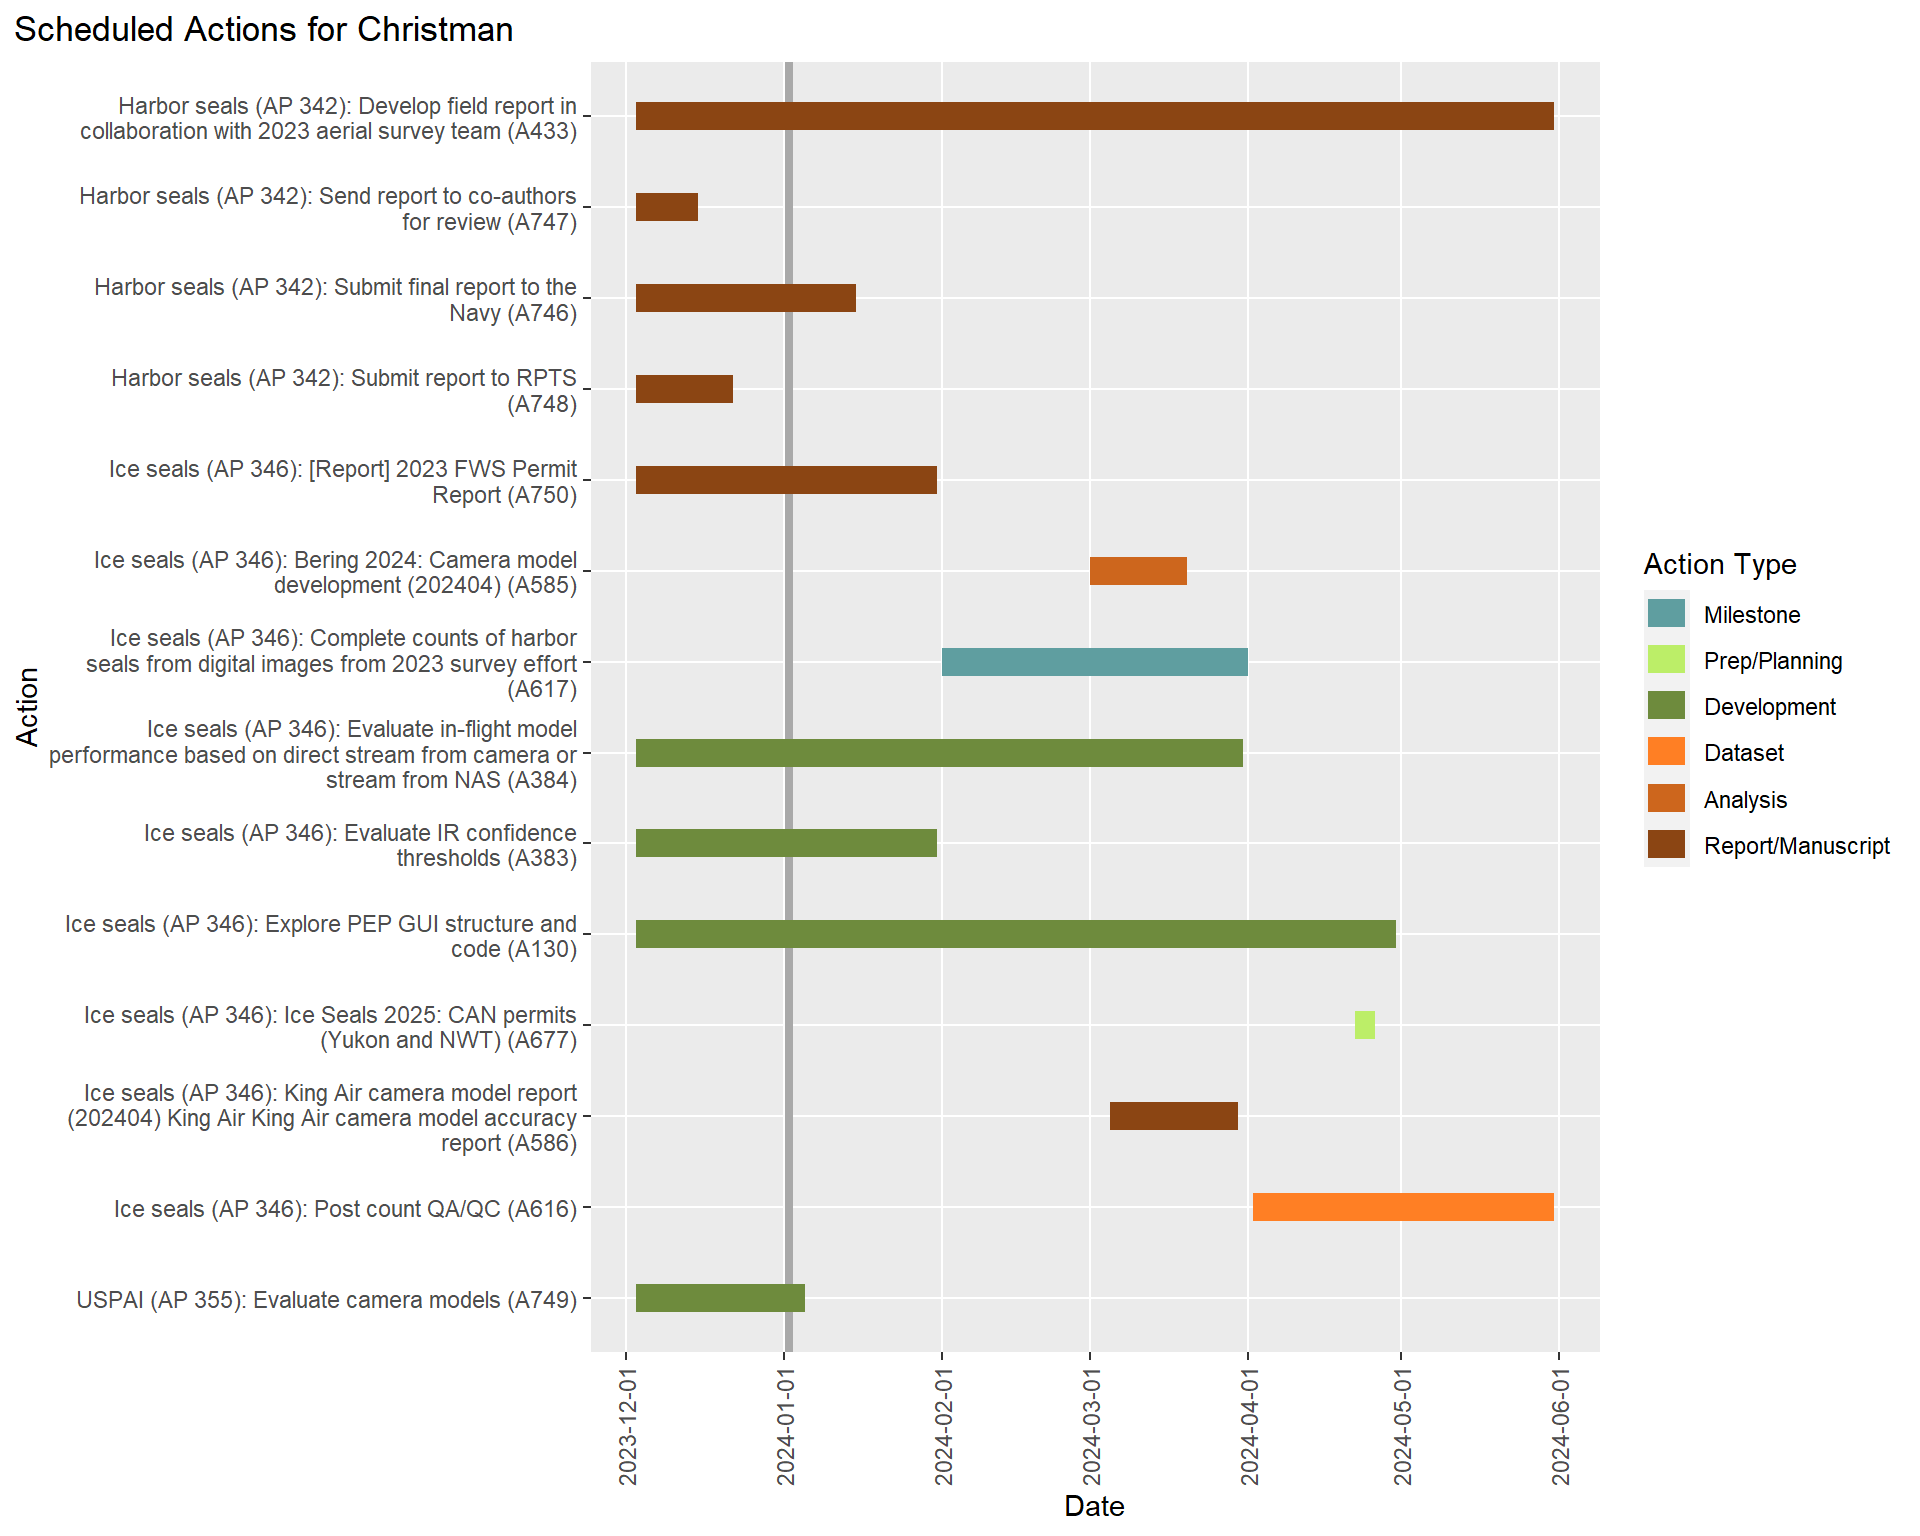 Scheduled Actions for Christman
Harbor seals (AP 342): Develop field report in
collaboration with 2023 aerial survey team (A433)
Harbor seals (AP 342): Send report to co-authors
for review (A747)
Harbor seals (AP 342): Submit final report to the
Navy (A746)
Harbor seals (AP 342): Submit report to RPTS
(A748)
Ice seals (AP 346): [Report] 2023 FWS Permit
Report (A750)
Ice seals (AP 346): Bering 2024: Camera model
development (202404) (A585)
Ice seals (AP 346): Complete counts of harbor
seals from digital images from 2023 survey effort
(A617)
Ice seals (AP 346): Evaluate in-flight model
performance based on direct stream from camera or
stream from NAS (A384)
Ice seals (AP 346): Evaluate IR confidence
thresholds (A383)
Ice seals (AP 346): Explore PEP GUI structure and
code (A130)
Ice seals (AP 346): Ice Seals 2025: CAN permits
(Yukon and NWT) (A677)
Ice seals (AP 346): King Air camera model report
(202404) King Air King Air camera model accuracy
report (A586)
Ice seals (AP 346): Post count QA/QC (A616)
USPAI (AP 355): Evaluate camera models (A749)
Action
2023-12-01
2024-01-01
2024-02-01
2024-03-01
2024-04-01
2024-05-01
2024-06-01
Date
Action Type
Milestone
Prep/Planning
Development
Dataset
Analysis
Report/Manuscript